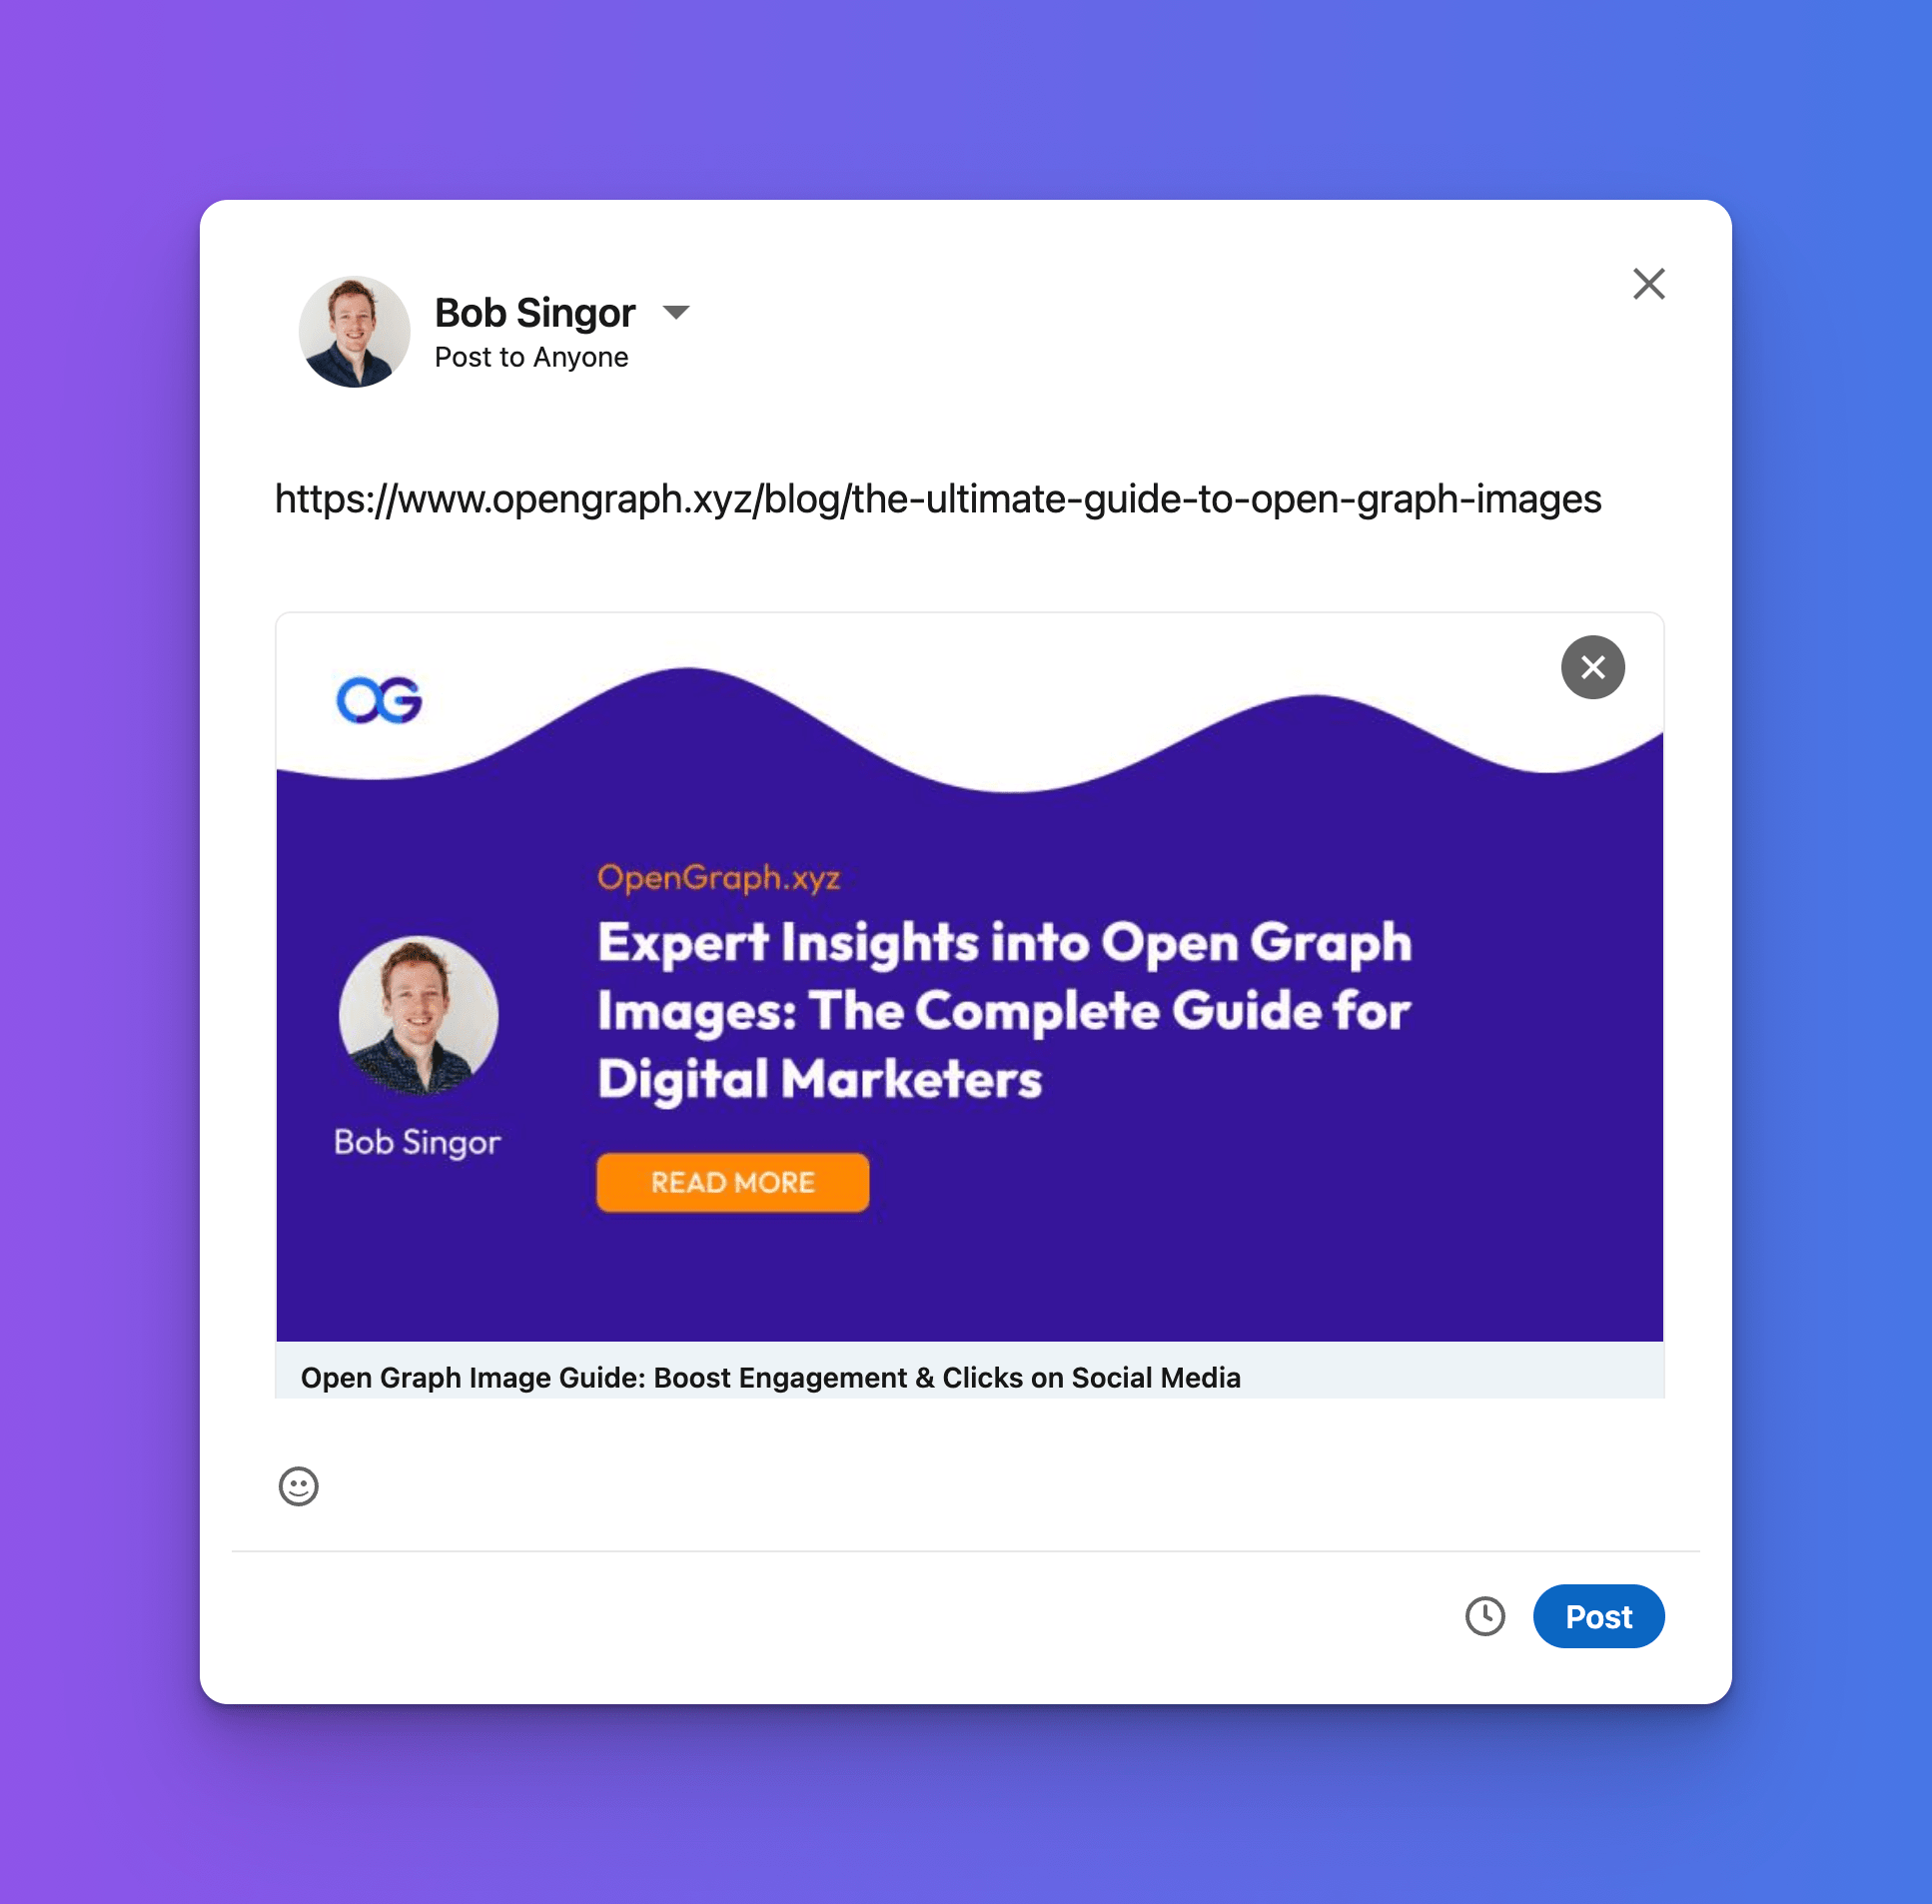 Bob Singor
Post to Anyone
https://www.opengraph.xyz/blog/the-ultimate-guide-to-open-graph-images
OG
OpenGraph.xyz
Expert Insights into Open Graph
Images: The Complete Guide for
Digital Marketers
Bob Singor
READ MORE
Open Graph Image Guide: Boost Engagement & Clicks on Social Media
Post